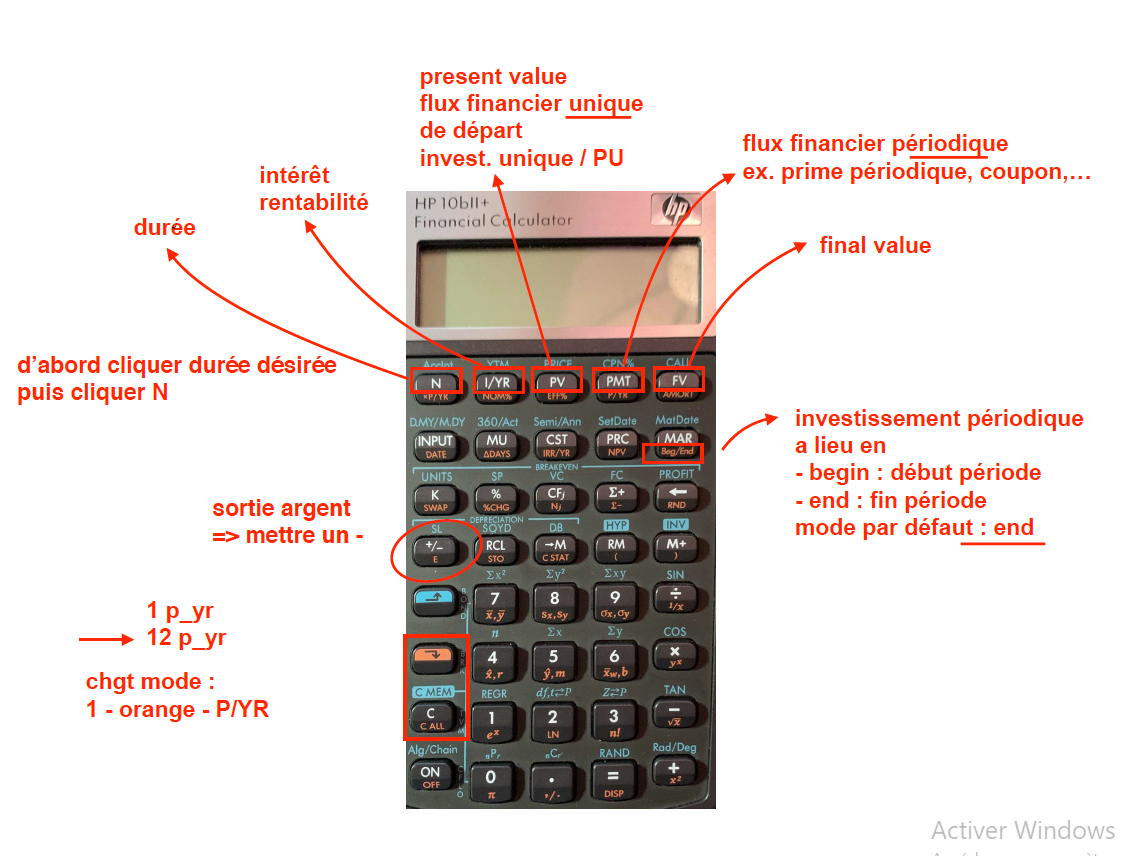 present value
flux financier unique
de départ
invest. unique / PU
flux financier périodique
ex. prime périodique, coupon,…
intérêt
rentabilité
durée
final value
HP 10bII+
Financial Calculator
hp
d'abord cliquer durée désirée
puis cliquer N
AccInt YTM PRICE CPN% CALL
N I/YR PV PMT FV
×P/YR NOM% EFF% P/YR AMORT
D.MY/M.DY 360/Act Semi/Ann SetDate MatDate
INPUT MU CST PRC MAR
DATE ΔDAYS IRR/YR NPV Beg/End
investissement périodique
a lieu en
- begin : début période
- end : fin période
mode par défaut : end
BREAKEVEN
UNITS SP VC FC PROFIT
K % CFj Σ+ ←
SWAP %CHG Nj Σ− RND
sortie argent
=> mettre un -
DEPRECIATION
SL SOYD DB HYP INV
+/− RCL →M RM M+
E STO C STAT ( )
Σx² Σy² Σxy SIN
7 8 9 ÷
x̄,ȳ sx,sy σx,σy 1/x
1 p_yr
12 p_yr
n Σx Σy COS
4 5 6 ×
x̂,r ŷ,m x̄w,b yˣ
chgt mode :
1 - orange - P/YR
C MEM REGR df,t⇄P Z⇄P TAN
C 1 2 3 −
C ALL eˣ LN n! √x
Alg/Chain nPr nCr RAND Rad/Deg
ON 0 . = +
OFF π ,/. DISP x²
Activer Windows